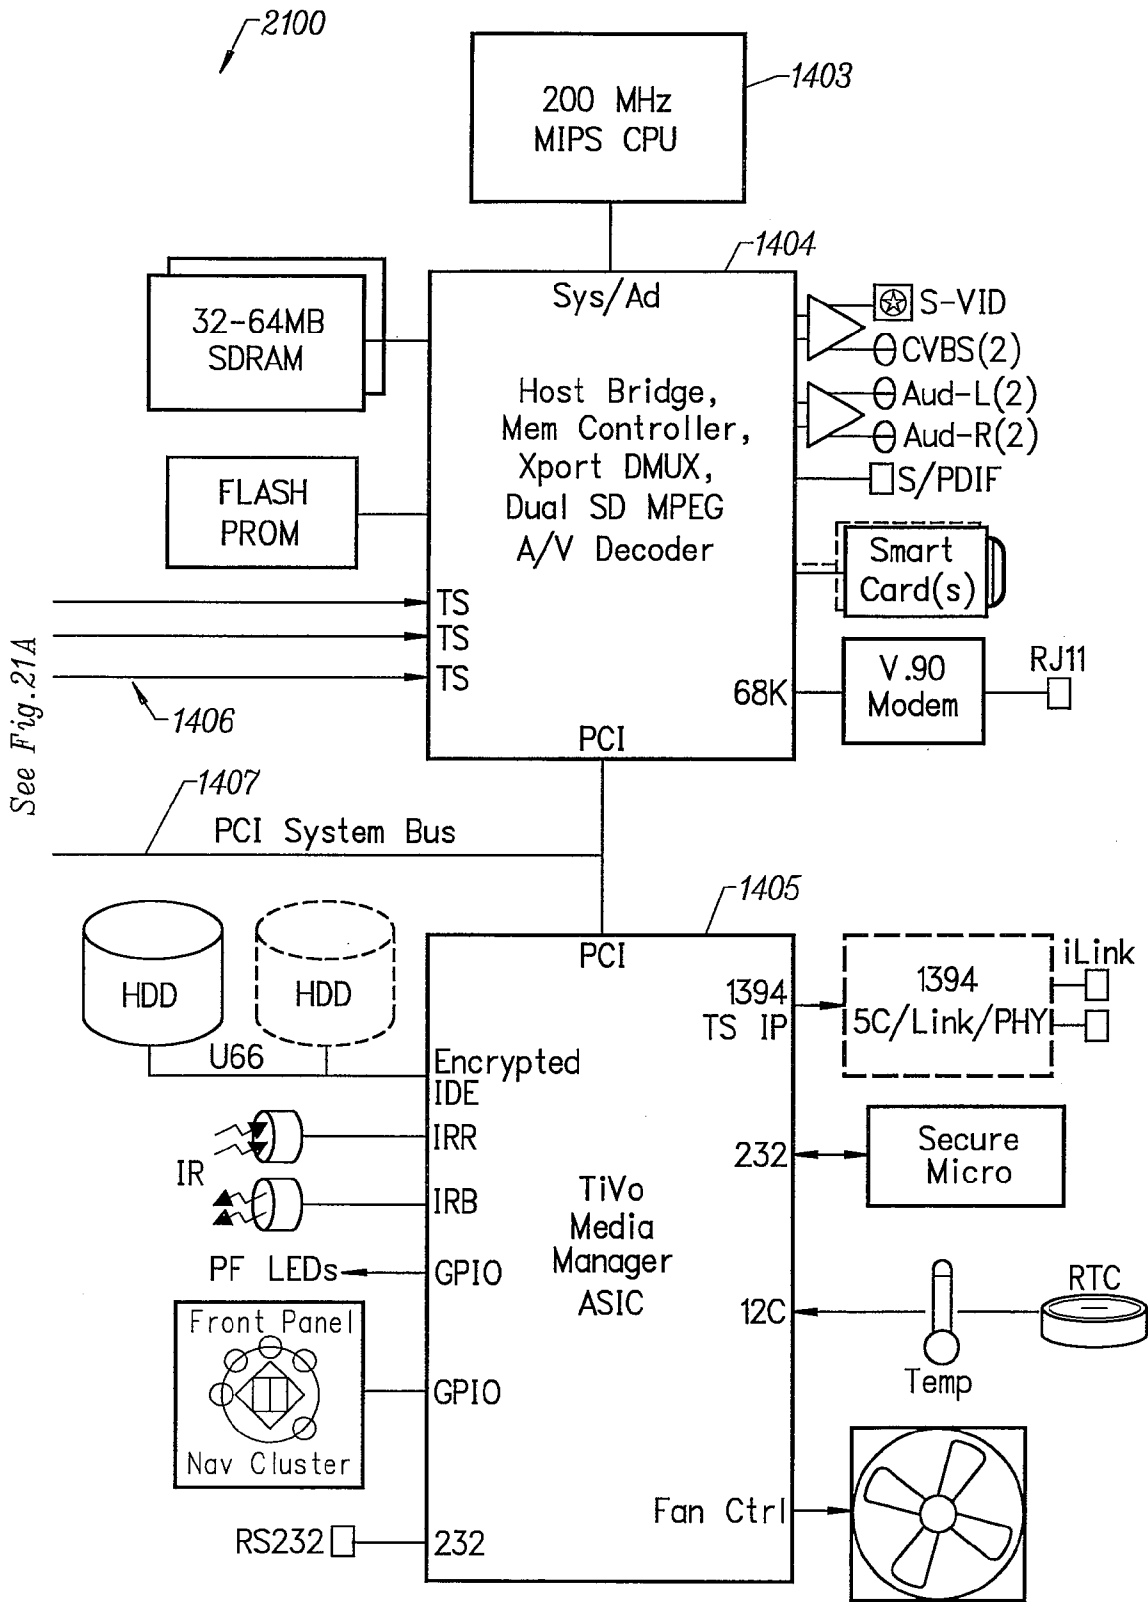 2100
1403
200 MHz
MIPS CPU
1404
Sys/Ad
32-64MB
SDRAM
S-VID
CVBS(2)
Host Bridge,
Mem Controller,
Xport DMUX,
Dual SD MPEG
A/V Decoder
Aud-L(2)
Aud-R(2)
S/PDIF
FLASH
PROM
Smart
Card(s)
TS
TS
TS
See Fig.21A
1406
68K
V.90
Modem
RJ11
PCI
1407
PCI System Bus
1405
PCI
HDD
HDD
U66
1394
TS IP
1394
5C/Link/PHY
iLink
Encrypted
IDE
IR
IRR
IRB
232
Secure
Micro
TiVo
Media
Manager
ASIC
PF LEDs
GPIO
12C
Temp
RTC
Front Panel
Nav Cluster
GPIO
Fan Ctrl
RS232
232